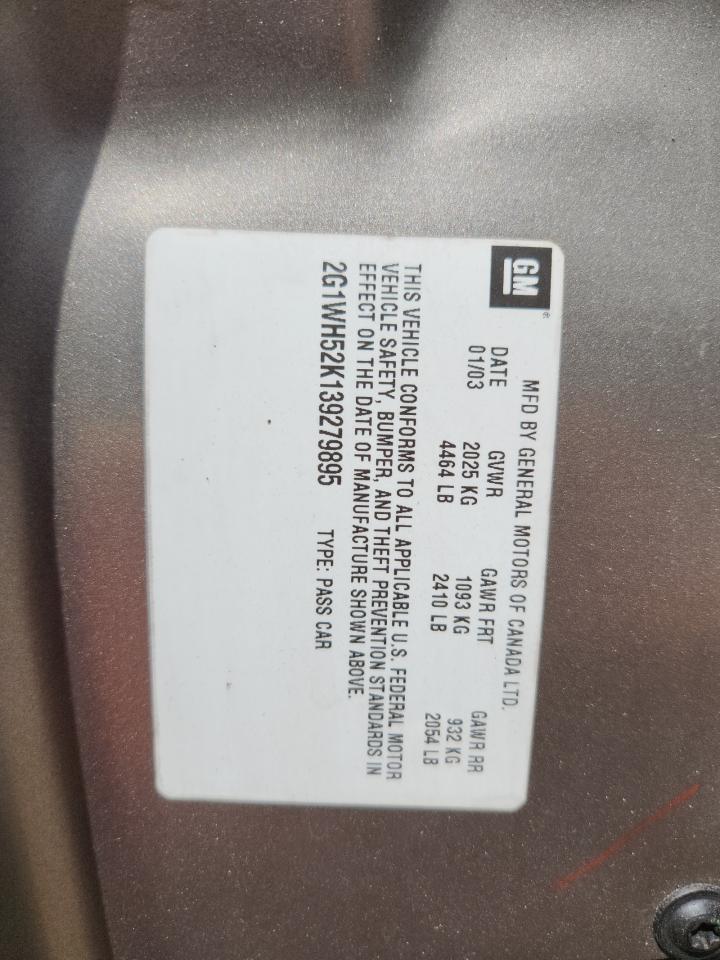 GM®
MFD BY GENERAL MOTORS OF CANADA LTD.
DATE GVWR GAWR FRT GAWR RR
01/03 2025 KG 1093 KG 932 KG
4464 LB 2410 LB 2054 LB
THIS VEHICLE CONFORMS TO ALL APPLICABLE U.S. FEDERAL MOTOR
VEHICLE SAFETY, BUMPER, AND THEFT PREVENTION STANDARDS IN
EFFECT ON THE DATE OF MANUFACTURE SHOWN ABOVE.
2G1WH52K139279895 TYPE: PASS CAR